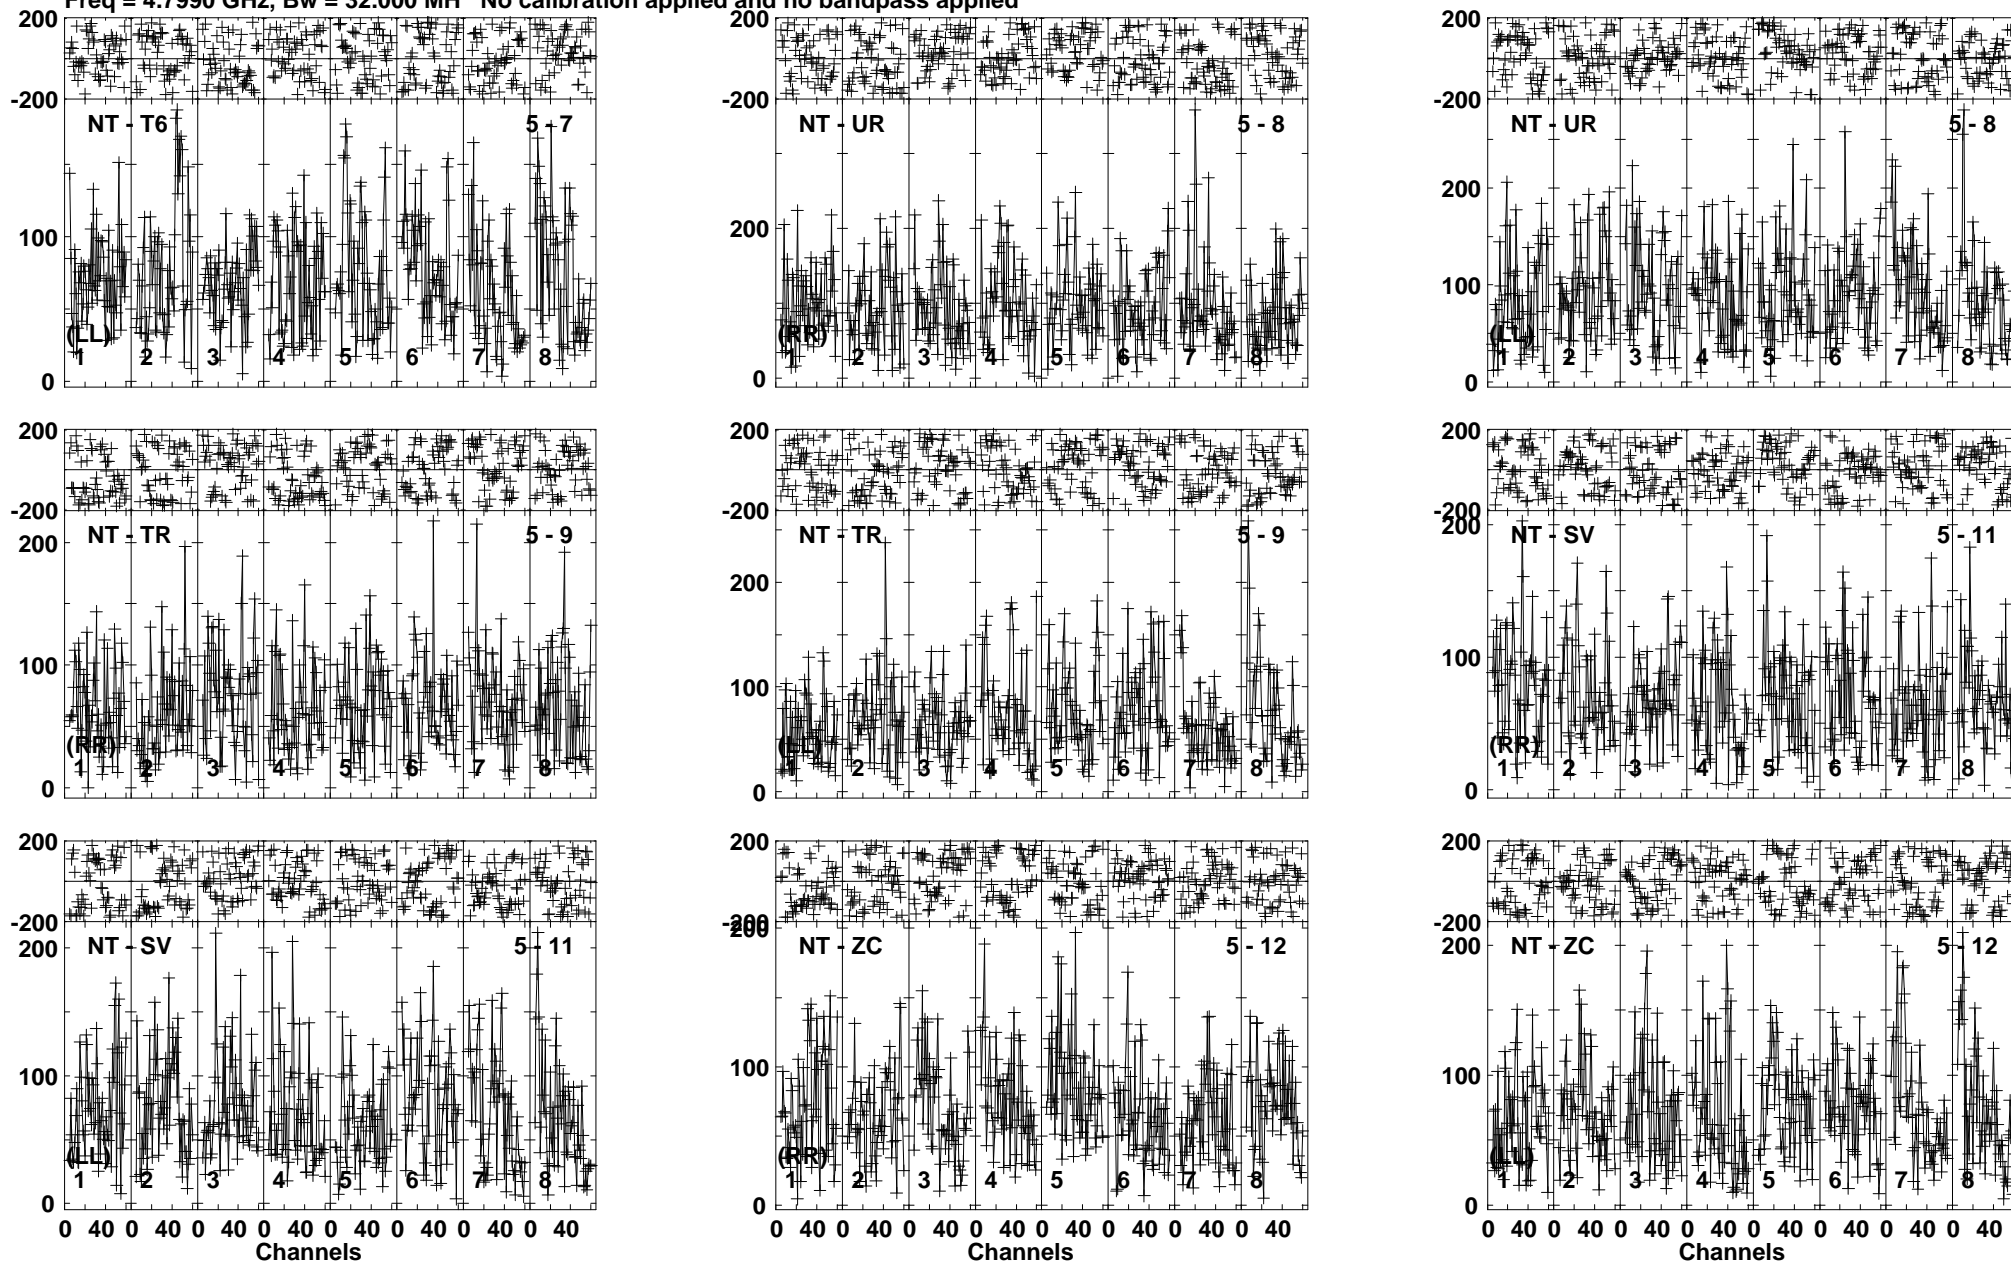 Freq = 4.7990 GHz, Bw = 32.000 MH No calibration applied and no bandpass applied
200 200 200
-200 -200 -200
NT - T6 5 - 7 NT - UR 5 - 8 NT - UR 5 - 8
200 200
100 100
(LL) (RR) (LL)
1 2 3 4 5 6 7 8 1 2 3 4 5 6 7 8 1 2 3 4 5 6 7 8
0 0 0
200 200 200
-200 -200 -200
NT - TR 5 - 9 NT - TR 5 - 9 NT - SV 5 - 11
200 200 200
100 100 100
(RR) (LL) (RR)
1 2 3 4 5 6 7 8 1 2 3 4 5 6 7 8 1 2 3 4 5 6 7 8
0 0 0
200 200 200
-200 -200 -200
NT - SV 5 - 11 NT - ZC 5 - 12 NT - ZC 5 - 12
200 200 200
100 100 100
(LL) (RR) (LL)
1 2 3 4 5 6 7 8 1 2 3 4 5 6 7 8 1 2 3 4 5 6 7 8
0 0 0
0 40 0 40 0 40 0 40 0 40 0 40 0 40 0 40 0 40 0 40 0 40 0 40 0 40 0 40 0 40 0 40 0 40 0 40 0 40 0 40 0 40 0 40 0 40 0 40
Channels Channels Channels